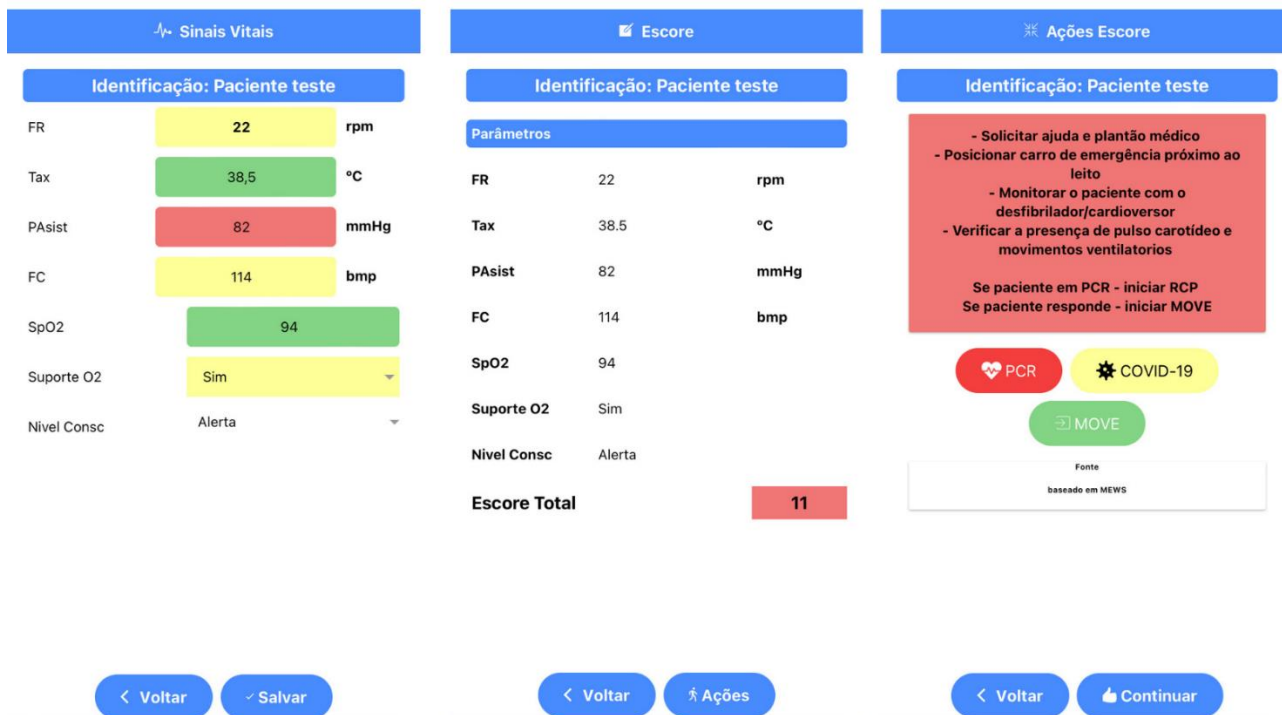 Sinais Vitais
Identificação: Paciente teste
FR 22 rpm
Tax 38,5 °C
PAsist 82 mmHg
FC 114 bmp
SpO2 94
Suporte O2 Sim
Nivel Consc Alerta
Voltar Salvar
Escore
Identificação: Paciente teste
Parâmetros
FR 22 rpm
Tax 38.5 °C
PAsist 82 mmHg
FC 114 bmp
SpO2 94
Suporte O2 Sim
Nivel Consc Alerta
Escore Total 11
Voltar Ações
Ações Escore
Identificação: Paciente teste
- Solicitar ajuda e plantão médico
- Posicionar carro de emergência próximo ao
leito
- Monitorar o paciente com o
desfibrilador/cardioversor
- Verificar a presença de pulso carotídeo e
movimentos ventilatorios
Se paciente em PCR - iniciar RCP
Se paciente responde - iniciar MOVE
PCR COVID-19
MOVE
Fonte
baseado em MEWS
Voltar Continuar